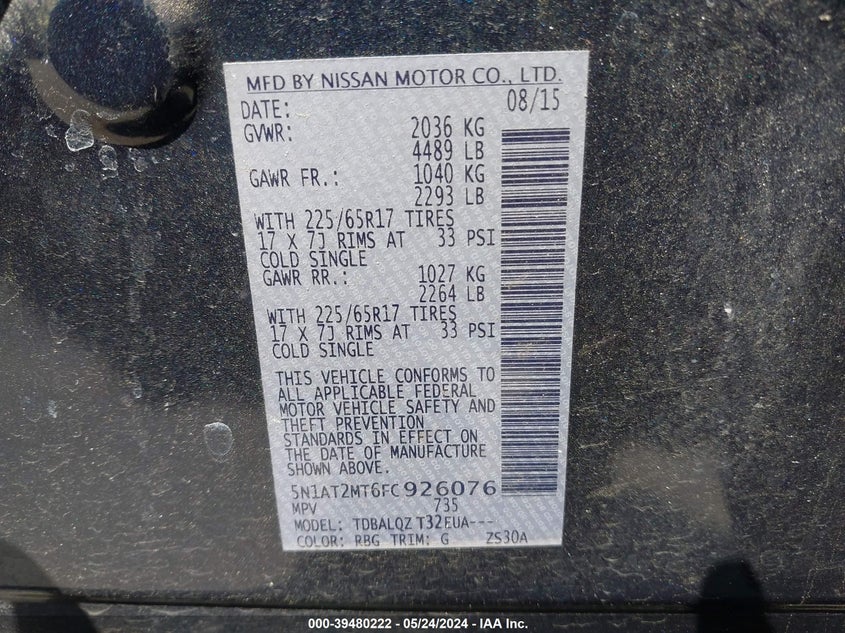 MFD BY NISSAN MOTOR CO., LTD.
DATE: 08/15
GVWR: 2036 KG
4489 LB
GAWR FR.: 1040 KG
2293 LB
WITH 225/65R17 TIRES
17 X 7J RIMS AT 33 PSI
COLD SINGLE
GAWR RR.: 1027 KG
2264 LB
WITH 225/65R17 TIRES
17 X 7J RIMS AT 33 PSI
COLD SINGLE
THIS VEHICLE CONFORMS TO
ALL APPLICABLE FEDERAL
MOTOR VEHICLE SAFETY AND
THEFT PREVENTION
STANDARDS IN EFFECT ON
THE DATE OF MANUFACTURE
SHOWN ABOVE.
5N1AT2MT6FC926076
MPV 735
MODEL: TDBALQZ T32EUA---
COLOR: RBG TRIM: G ZS30A
000-39480222 - 05/24/2024 - IAA Inc.